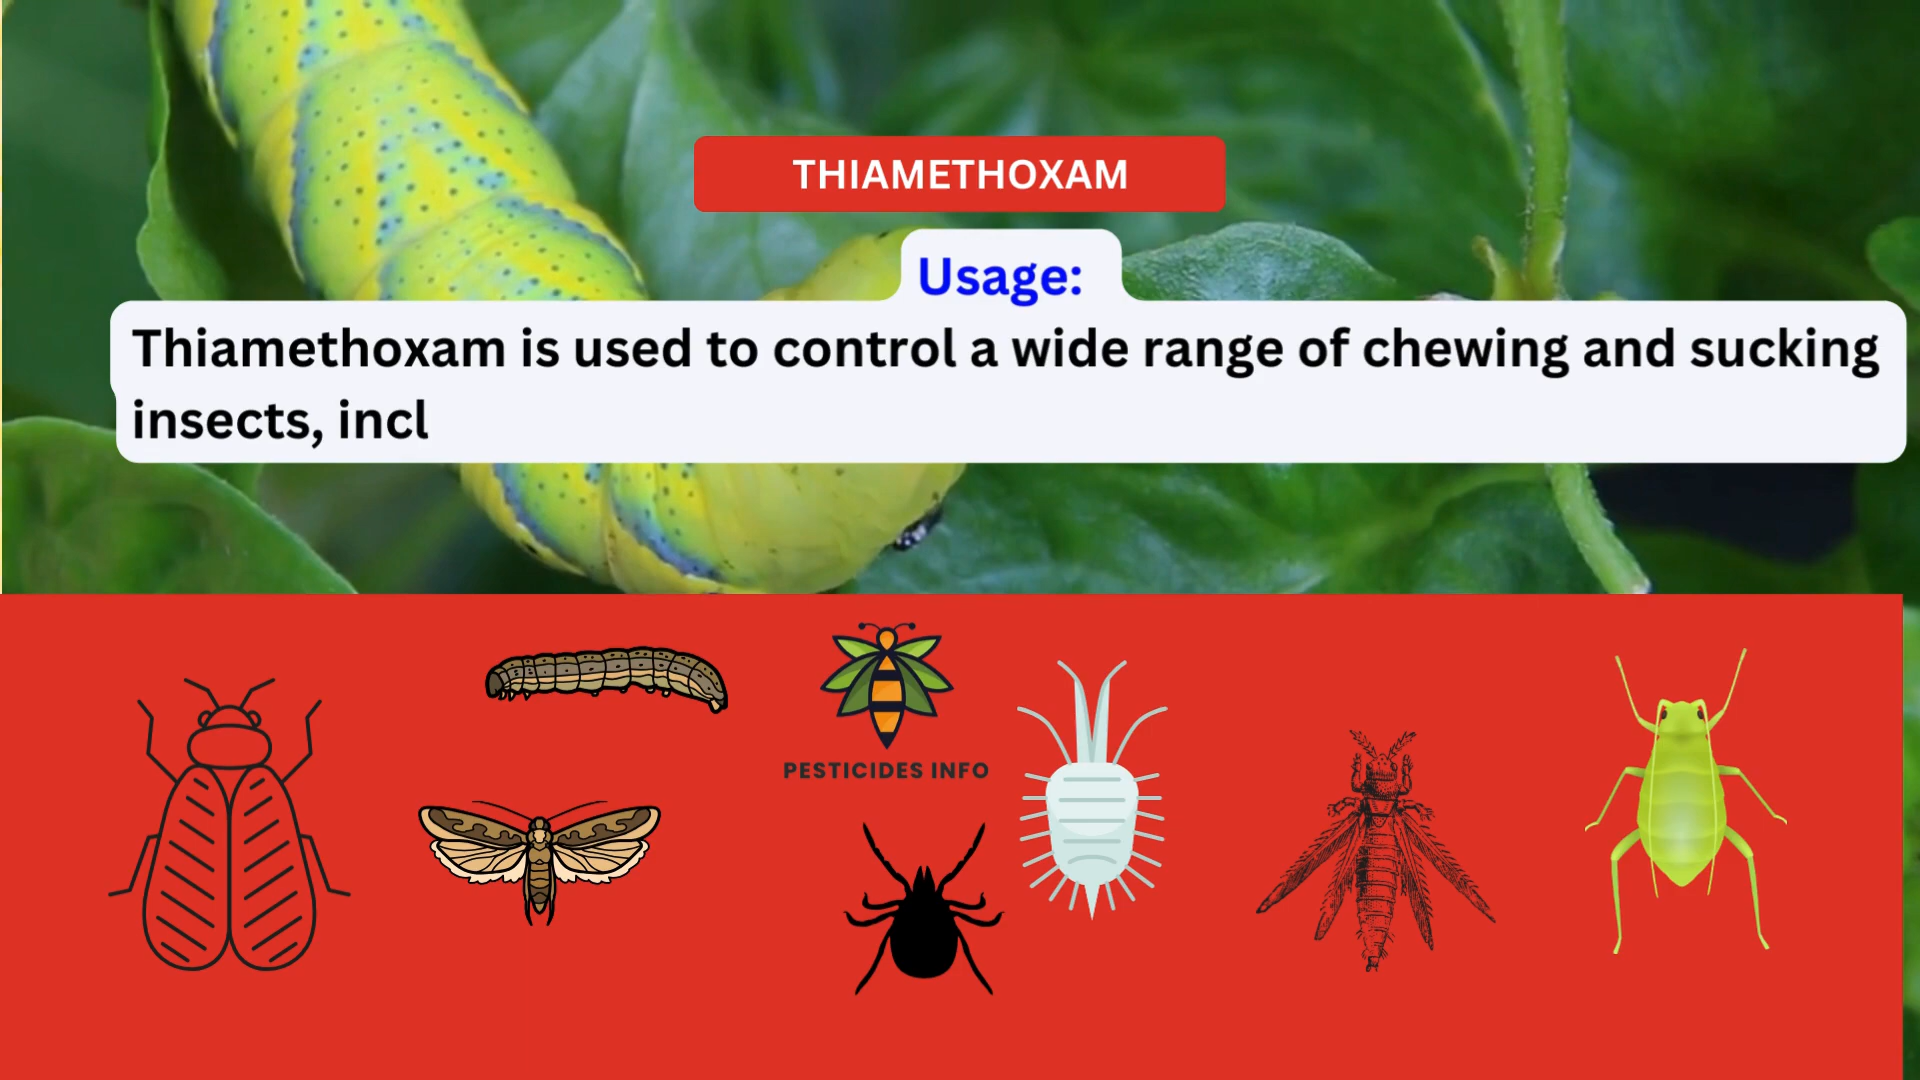 THIAMETHOXAM
Usage:
Thiamethoxam is used to control a wide range of chewing and sucking
insects, incl
PESTICIDES INFO